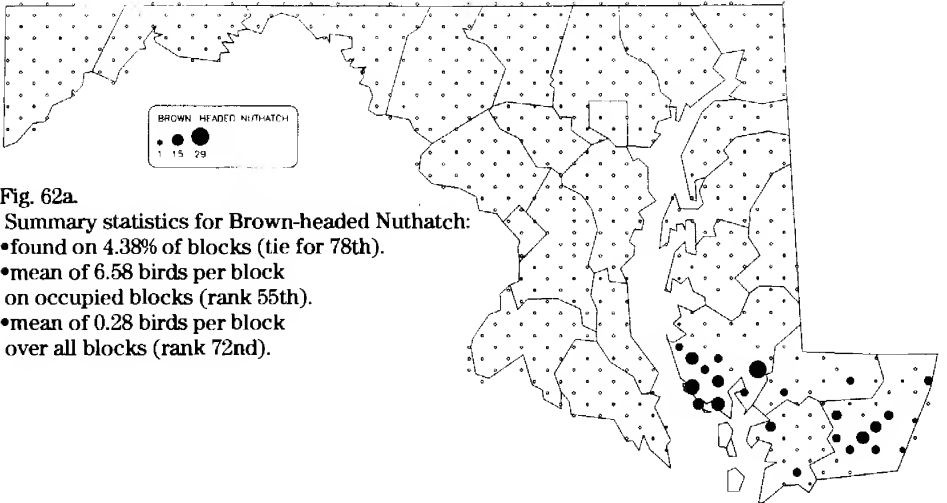 BROWN HEADED NUTHATCH
1 15 29
Fig. 62a.
Summary statistics for Brown-headed Nuthatch:
•found on 4.38% of blocks (tie for 78th).
•mean of 6.58 birds per block
on occupied blocks (rank 55th).
•mean of 0.28 birds per block
over all blocks (rank 72nd).